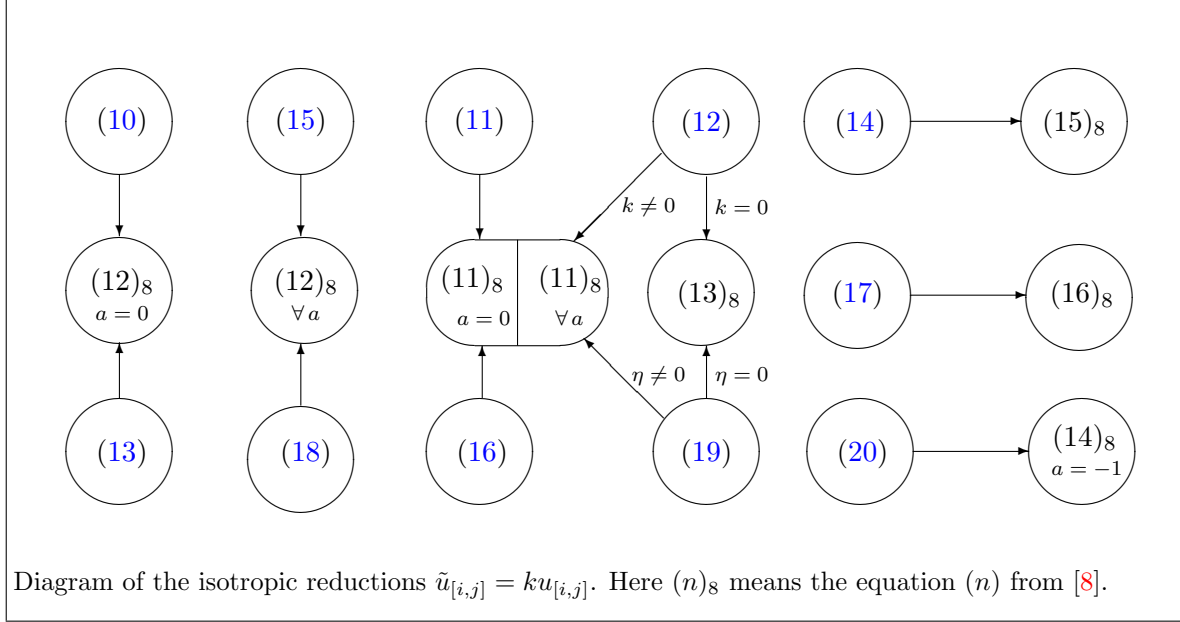 (10) (15) (11) (12) (14) (15)₈
k ≠ 0 k = 0
(12)₈ (12)₈ (11)₈ (11)₈ (13)₈ (17) (16)₈
a = 0 ∀ a a = 0 ∀ a
η ≠ 0 η = 0
(13) (18) (16) (19) (20) (14)₈
a = −1
Diagram of the isotropic reductions ũ_[i,j] = ku_[i,j]. Here (n)₈ means the equation (n) from [8].